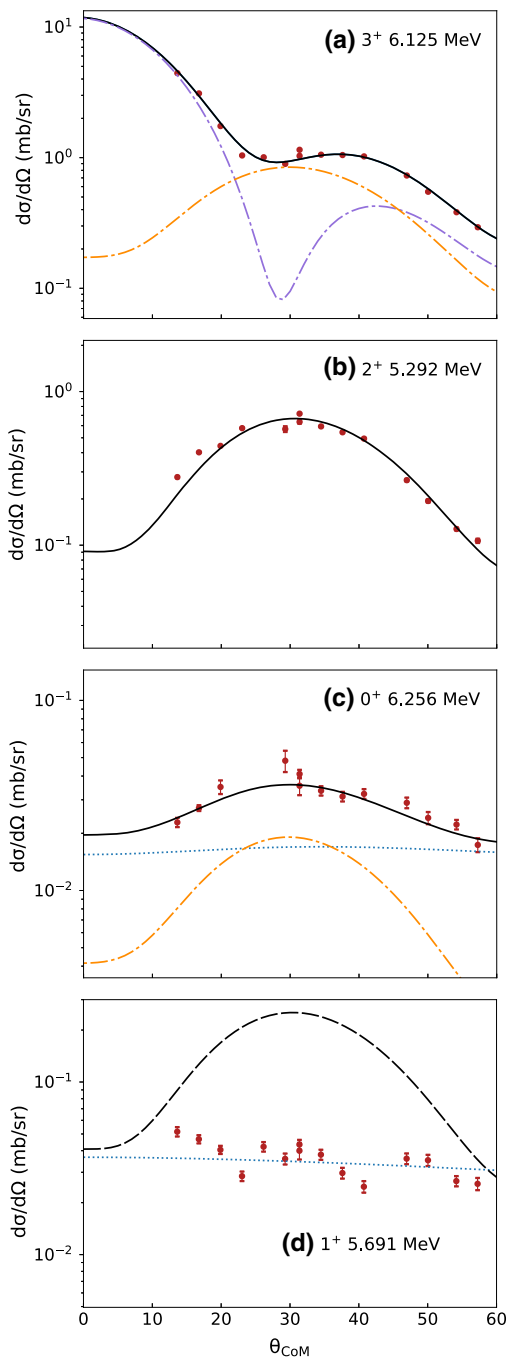 (a) 3⁺ 6.125 MeV
dσ/dΩ (mb/sr)
10¹
10⁰
10⁻¹
(b) 2⁺ 5.292 MeV
dσ/dΩ (mb/sr)
10⁰
10⁻¹
(c) 0⁺ 6.256 MeV
dσ/dΩ (mb/sr)
10⁻¹
10⁻²
dσ/dΩ (mb/sr)
10⁻¹
10⁻²
(d) 1⁺ 5.691 MeV
0 10 20 30 40 50 60
θCoM